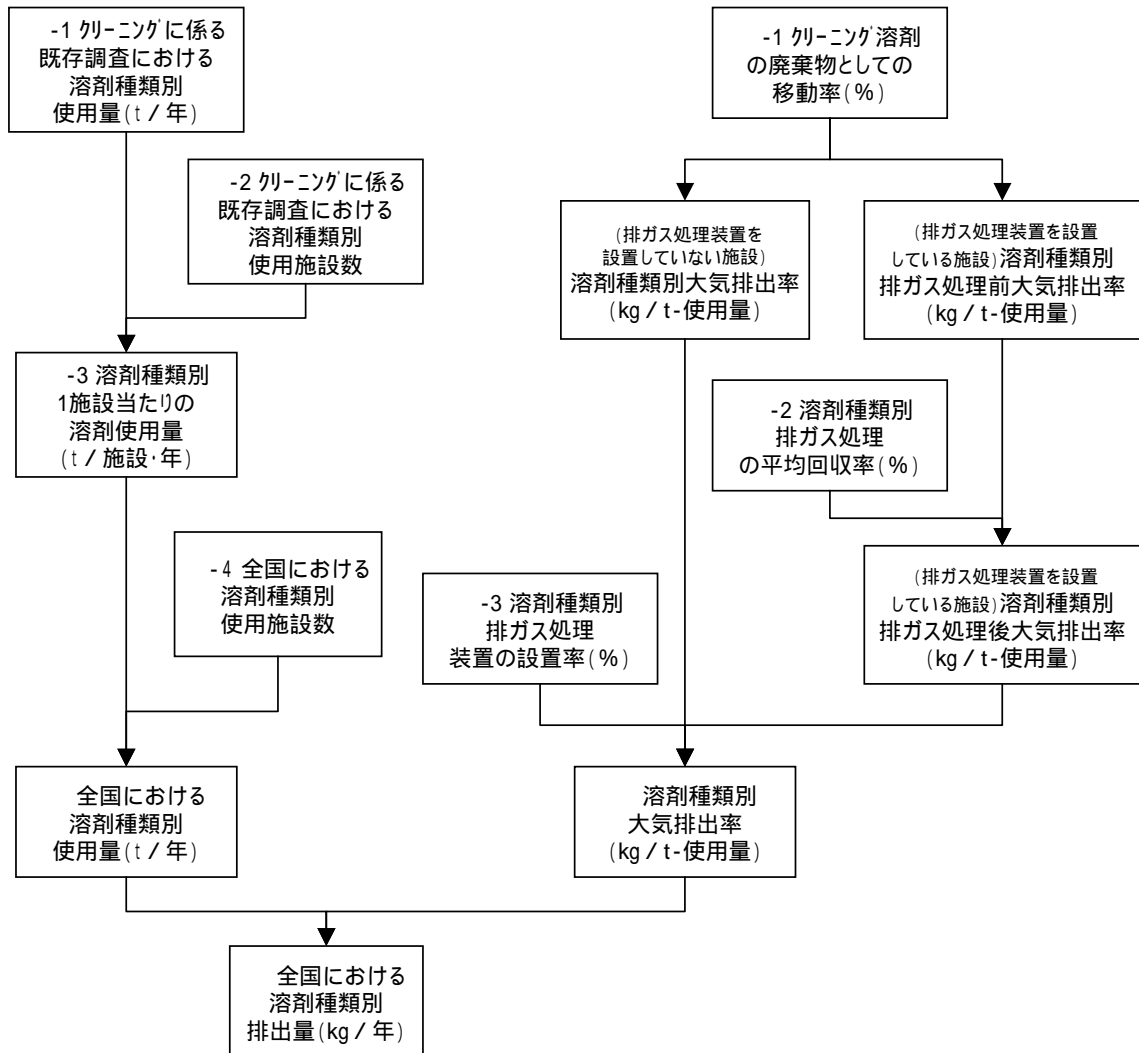 -1 クリーニングに係る
既存調査における
溶剤種類別
使用量(t/年)
-1 クリーニング溶剤
の廃棄物としての
移動率(%)
-2 クリーニングに係る
既存調査における
溶剤種類別
使用施設数
(排ガス処理装置を
設置していない施設)
溶剤種類別大気排出率
(kg/t-使用量)
(排ガス処理装置を設置
している施設)溶剤種類別
排ガス処理前大気排出率
(kg/t-使用量)
-3 溶剤種類別
1施設当たりの
溶剤使用量
(t/施設・年)
-2 溶剤種類別
排ガス処理
の平均回収率(%)
-4 全国における
溶剤種類別
使用施設数
-3 溶剤種類別
排ガス処理
装置の設置率(%)
(排ガス処理装置を設置
している施設)溶剤種類別
排ガス処理後大気排出率
(kg/t-使用量)
全国における
溶剤種類別
使用量(t/年)
溶剤種類別
大気排出率
(kg/t-使用量)
全国における
溶剤種類別
排出量(kg/年)